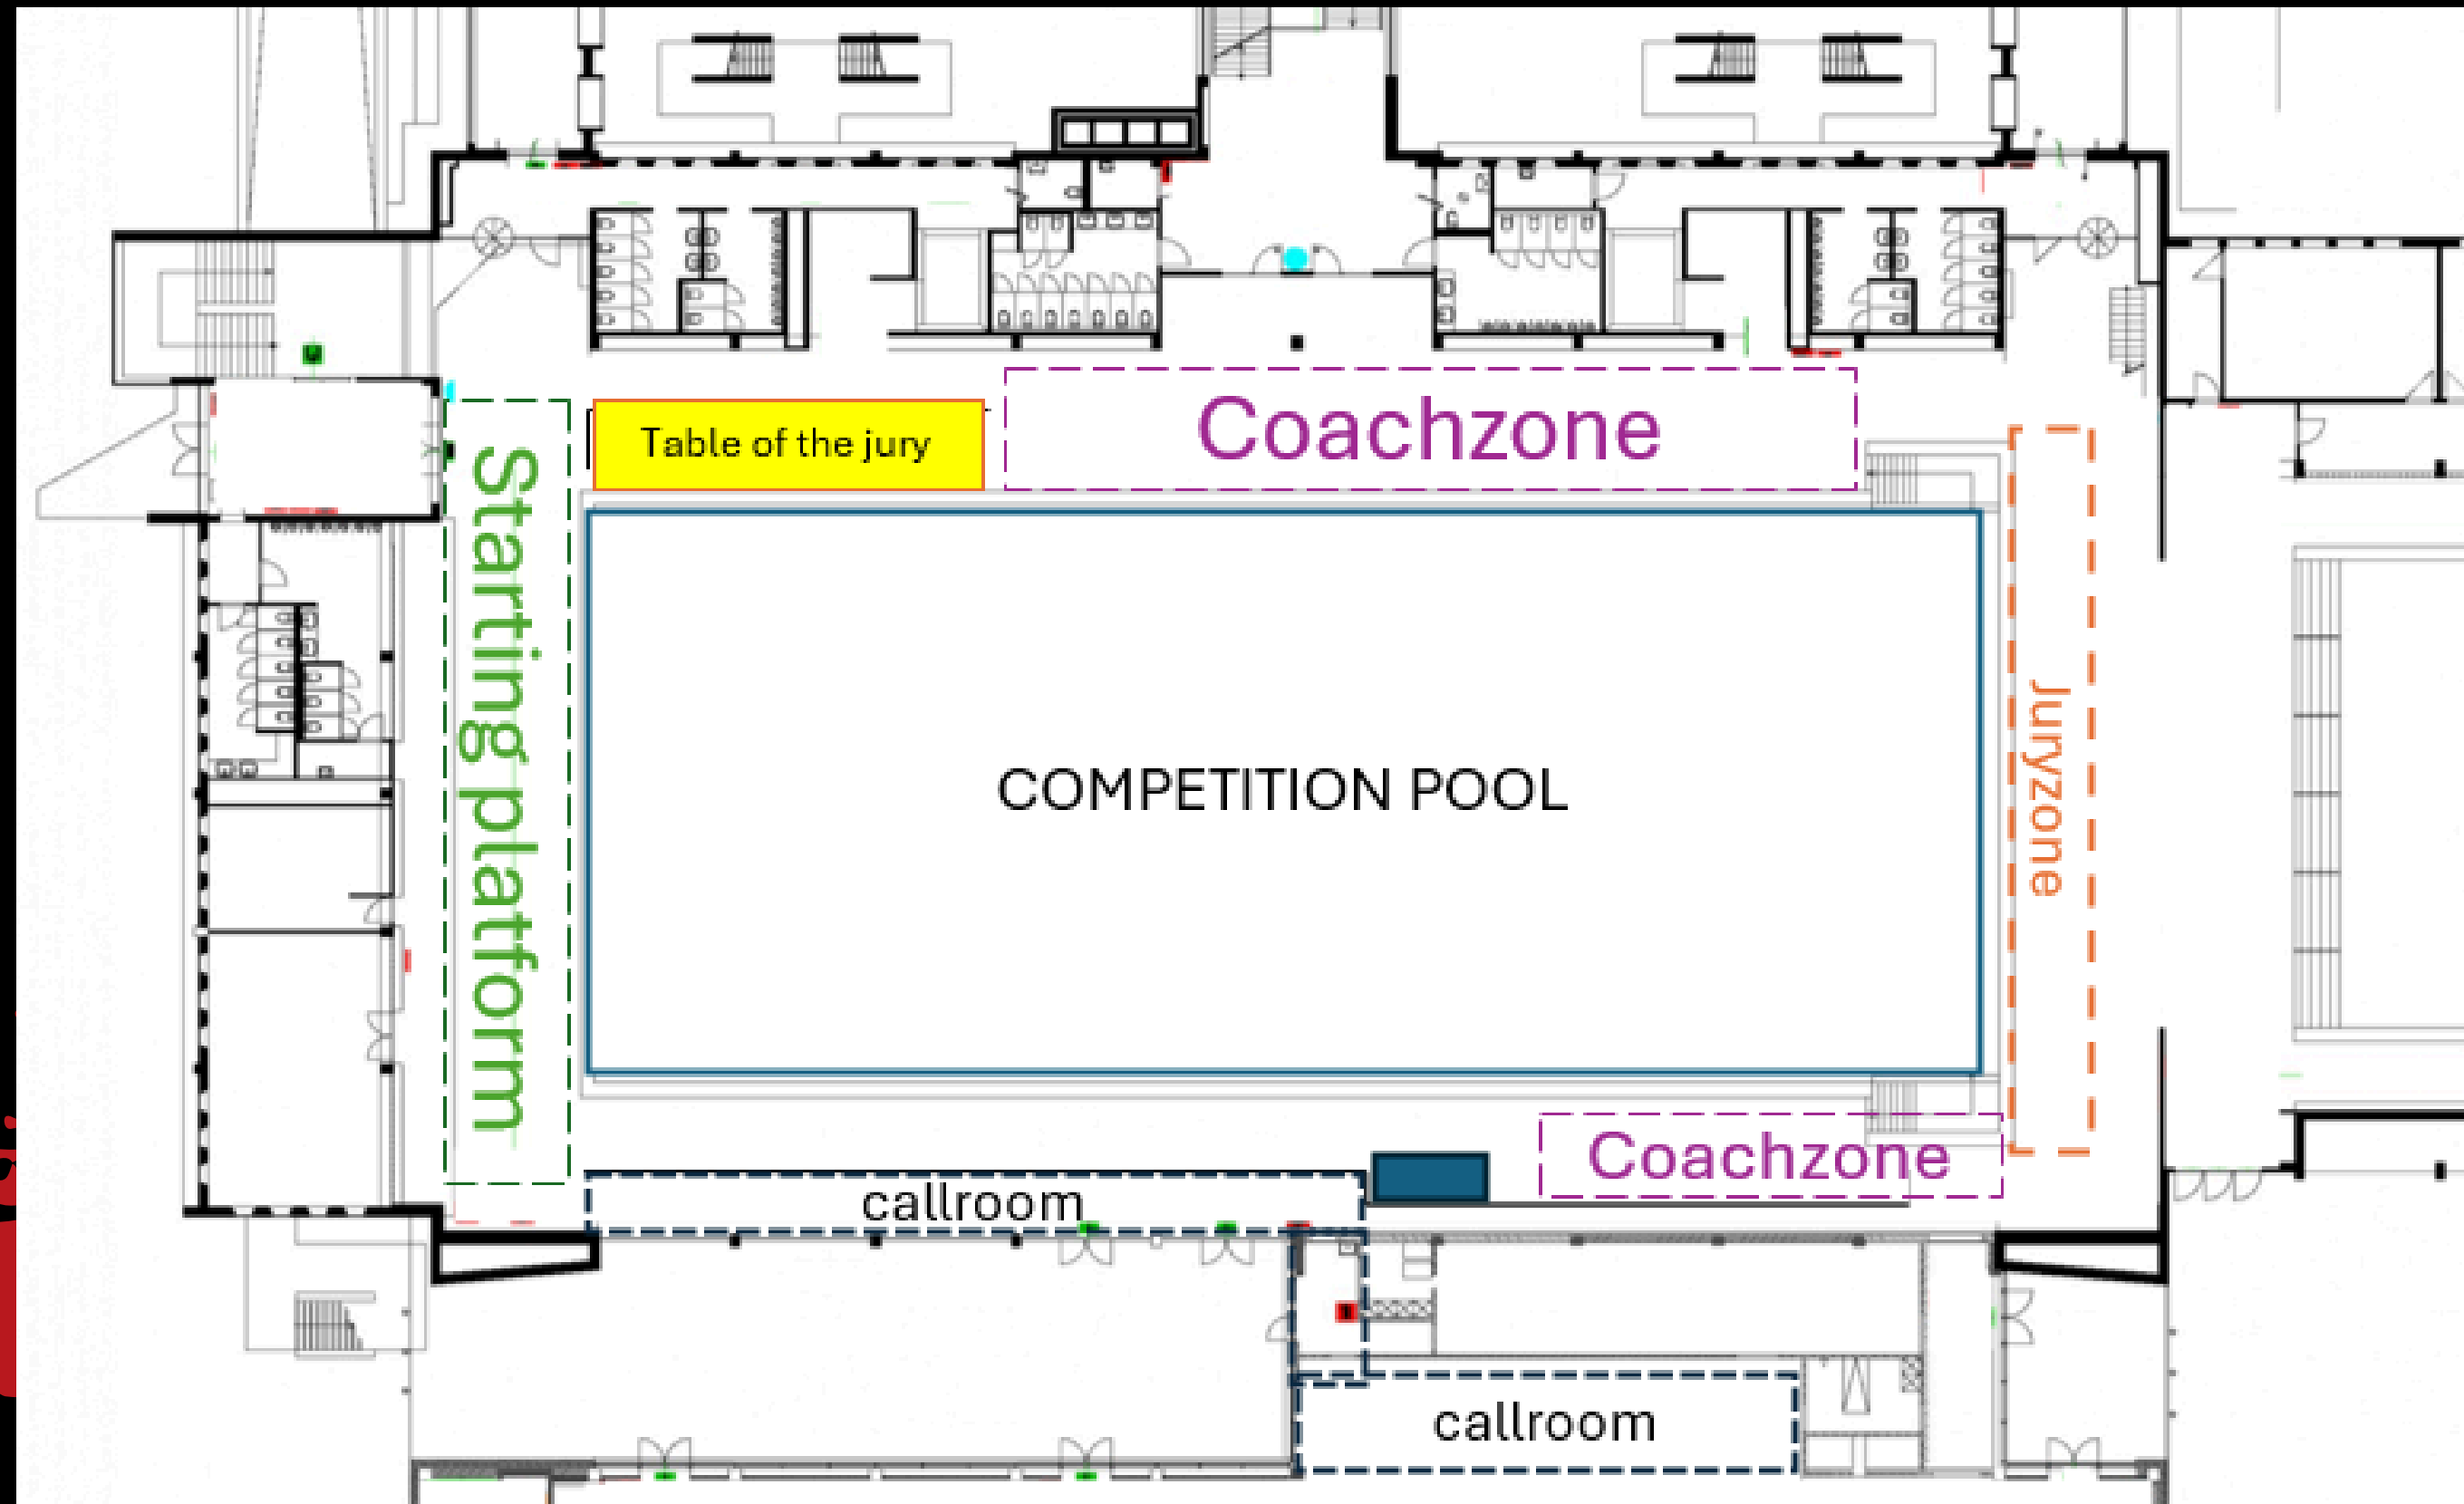 Coachzone
Table of the jury
Starting platform
Juryzone
COMPETITION POOL
Coachzone
callroom
callroom